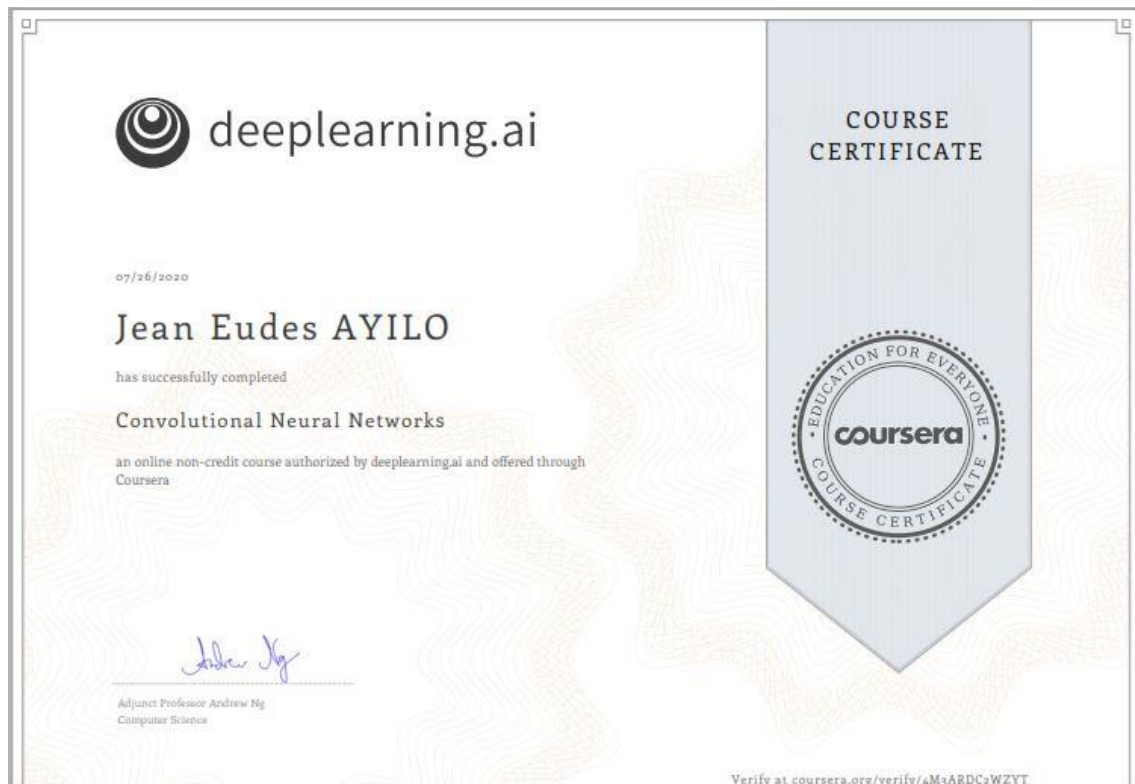 deeplearning.ai
COURSE
CERTIFICATE
07/26/2020
Jean Eudes AYILO
has successfully completed
Convolutional Neural Networks
an online non-credit course authorized by deeplearning.ai and offered through
Coursera
EDUCATION FOR EVERYONE
coursera
COURSE CERTIFICATE
Andrew Ng
Adjunct Professor Andrew Ng
Computer Science
Verify at coursera.org/verify/4M3ARDC2WZYT